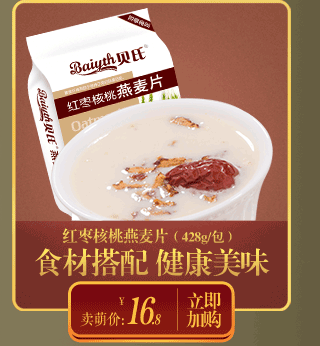 Baiyth贝氏
红枣核桃燕麦片
Oatm
红枣核桃燕麦片（428g/包）
食材搭配 健康美味
卖萌价:
¥16.8
立即
加购